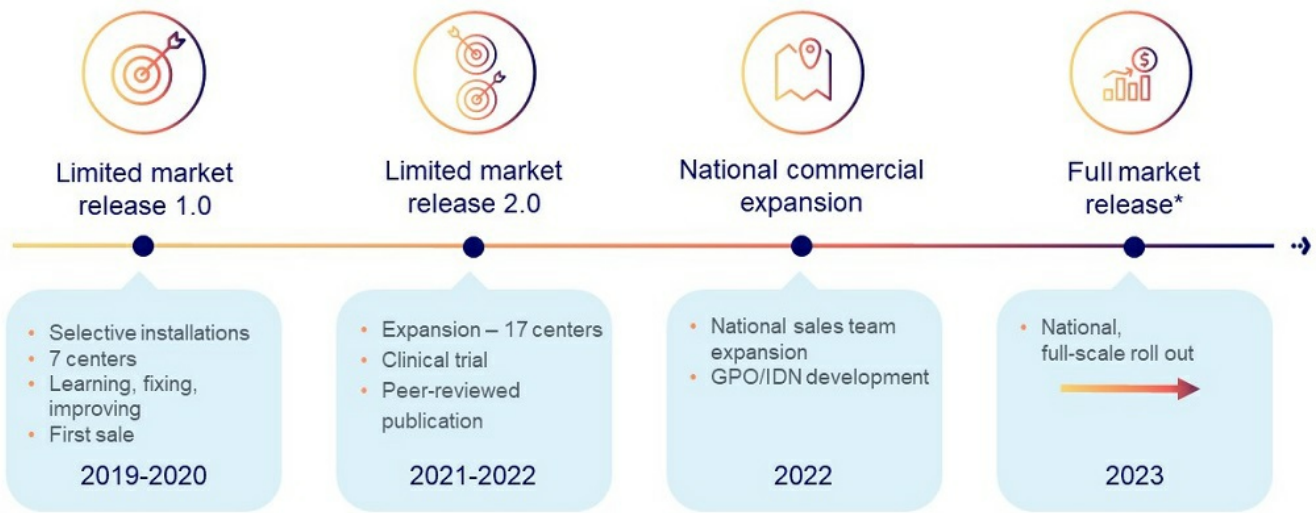 Limited market
release 1.0
Limited market
release 2.0
National commercial
expansion
Full market
release*
• Selective installations
• 7 centers
• Learning, fixing,
improving
• First sale
2019-2020
• Expansion – 17 centers
• Clinical trial
• Peer-reviewed
publication
2021-2022
• National sales team
expansion
• GPO/IDN development
2022
• National,
full-scale roll out
2023
$